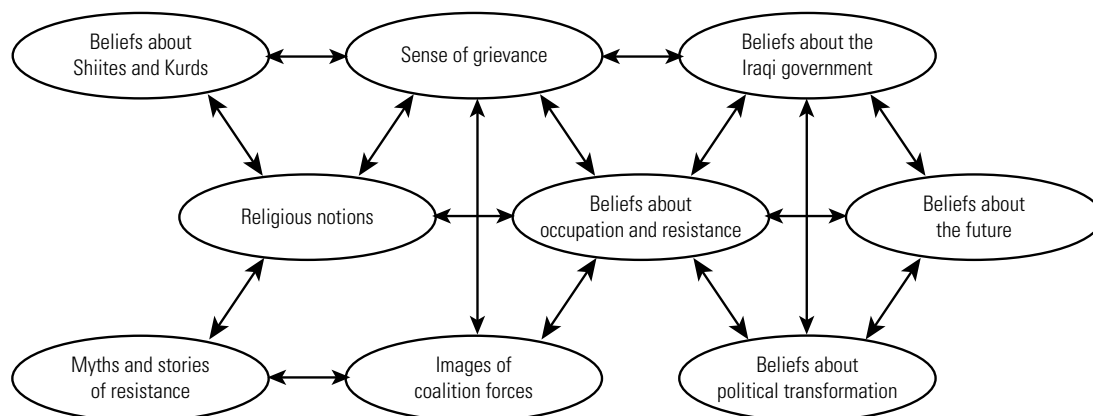 Beliefs about
Shiites and Kurds
Sense of grievance
Beliefs about the
Iraqi government
Religious notions
Beliefs about
occupation and resistance
Beliefs about
the future
Myths and stories
of resistance
Images of
coalition forces
Beliefs about
political transformation